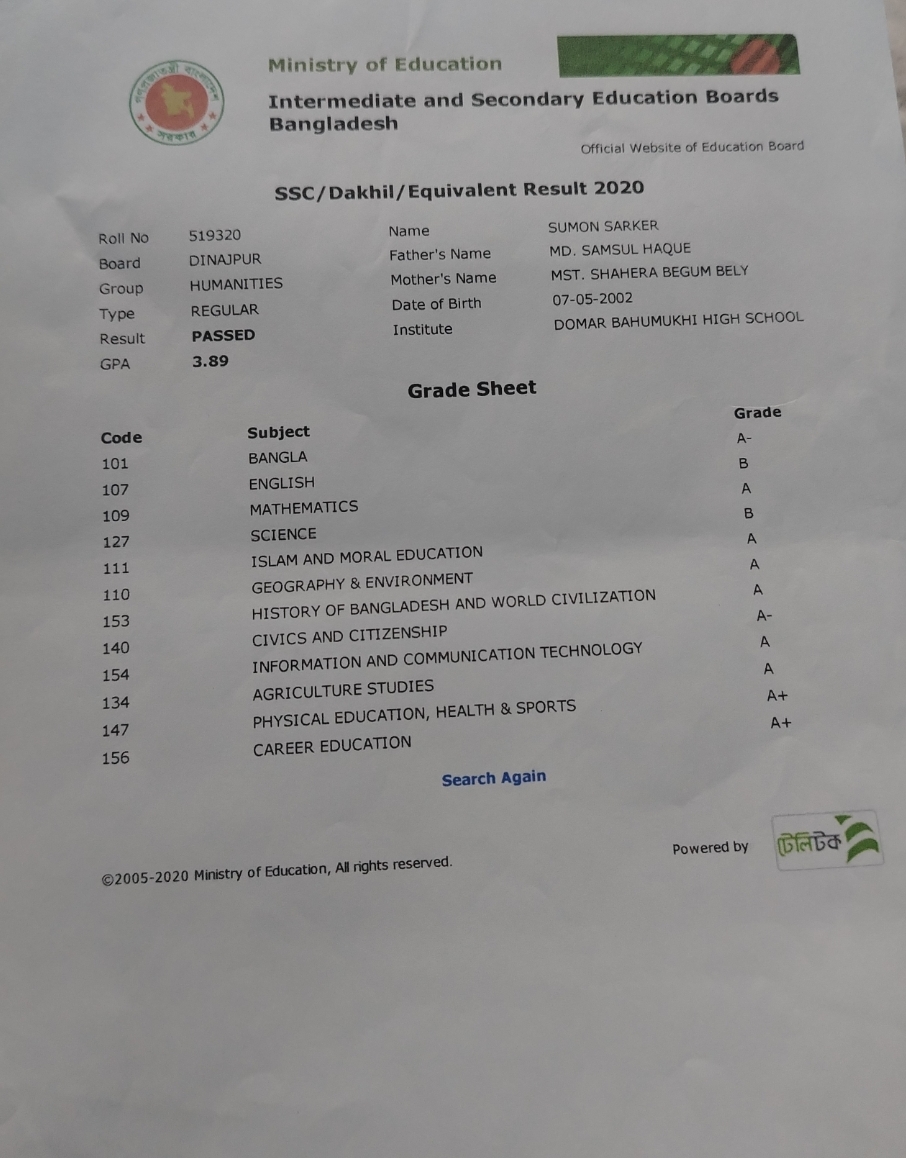 গণপ্রজাতন্ত্রী বাংলাদেশ
সরকার
Ministry of Education
Intermediate and Secondary Education Boards
Bangladesh
Official Website of Education Board
SSC/Dakhil/Equivalent Result 2020
Roll No 519320 Name SUMON SARKER
Board DINAJPUR Father's Name MD. SAMSUL HAQUE
Group HUMANITIES Mother's Name MST. SHAHERA BEGUM BELY
Type REGULAR Date of Birth 07-05-2002
Result PASSED Institute DOMAR BAHUMUKHI HIGH SCHOOL
GPA 3.89
Grade Sheet
Code Subject Grade
101 BANGLA A-
107 ENGLISH B
109 MATHEMATICS A
127 SCIENCE B
111 ISLAM AND MORAL EDUCATION A
110 GEOGRAPHY & ENVIRONMENT A
153 HISTORY OF BANGLADESH AND WORLD CIVILIZATION A
140 CIVICS AND CITIZENSHIP A-
154 INFORMATION AND COMMUNICATION TECHNOLOGY A
134 AGRICULTURE STUDIES A
147 PHYSICAL EDUCATION, HEALTH & SPORTS A+
156 CAREER EDUCATION A+
Search Again
©2005-2020 Ministry of Education, All rights reserved.
Powered by টেলিটক